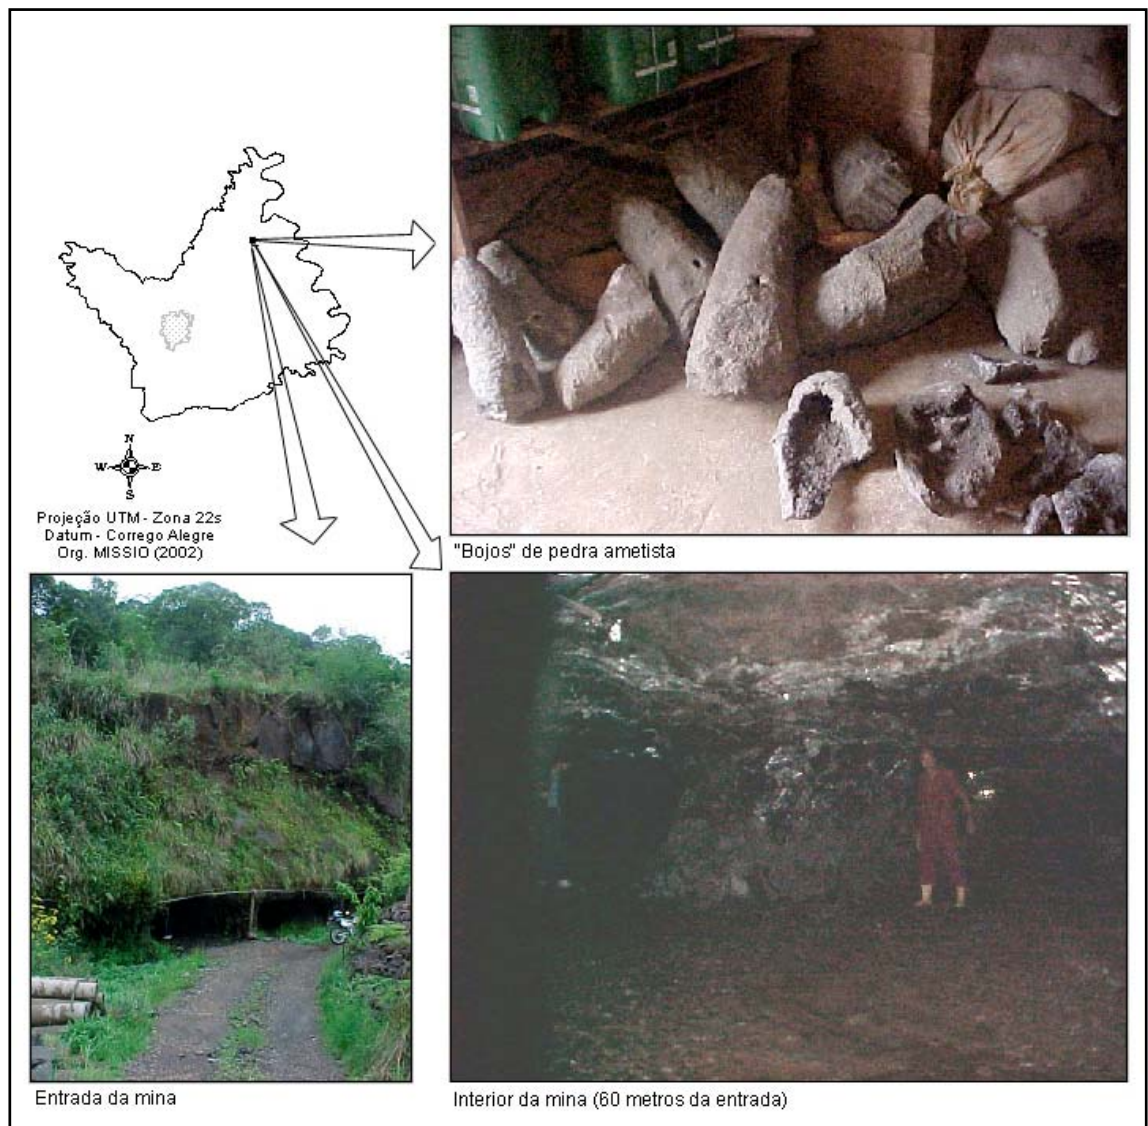 N
W E
S
Projeção UTM - Zona 22s
Datum - Corrego Alegre
Org. MISSIO (2002)
"Bojos" de pedra ametista
Entrada da mina
Interior da mina (60 metros da entrada)